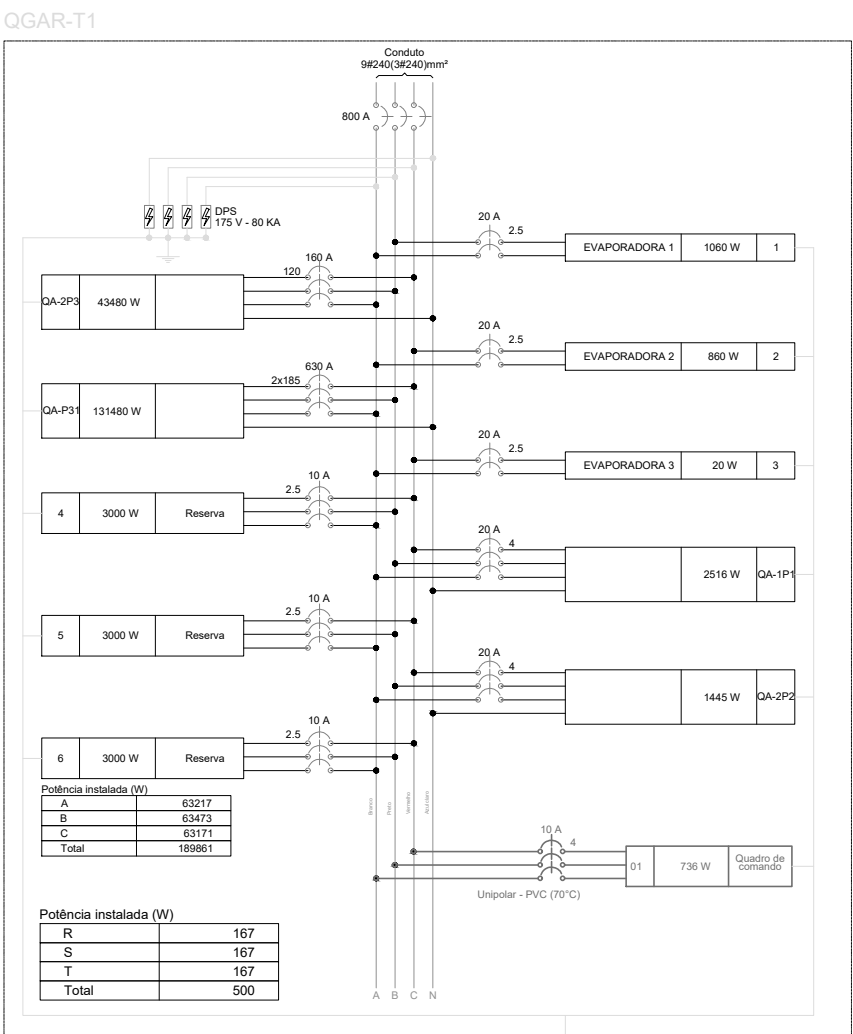 QGAR-T1
Conduto
9#240(3#240)mm²
800 A
DPS
175 V - 80 KA
20 A
2.5
EVAPORADORA 1 1060 W 1
160 A
120
QA-2P3 43480 W
20 A
2.5
EVAPORADORA 2 860 W 2
630 A
2x185
QA-P31 131480 W
20 A
2.5
EVAPORADORA 3 20 W 3
10 A
2.5
4 3000 W Reserva
20 A
4
2516 W QA-1P1
10 A
2.5
5 3000 W Reserva
20 A
4
1445 W QA-2P2
10 A
2.5
6 3000 W Reserva
Potência instalada (W)
A 63217
B 63473
C 63171
Total 189861
Branco
Preto
Vermelho
Azul claro
10 A
4
01 736 W Quadro de
comando
Unipolar - PVC (70°C)
Potência instalada (W)
R 167
S 167
T 167
Total 500
A B C N